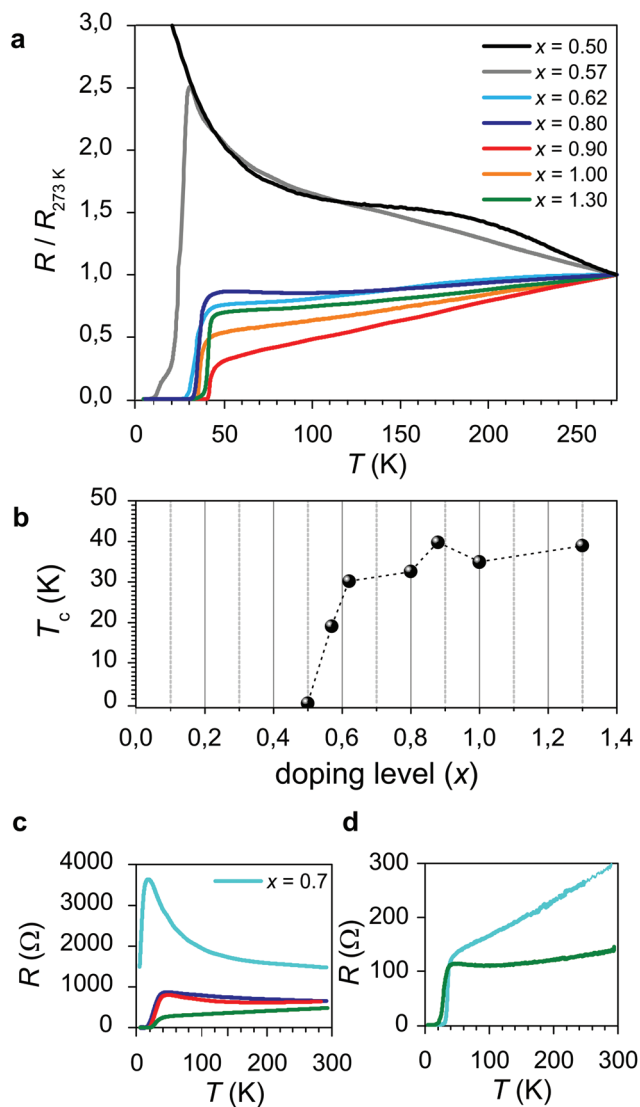 a
3,0
2,5
2,0
1,5
1,0
0,5
0,0
R / R273 K
x = 0.50
x = 0.57
x = 0.62
x = 0.80
x = 0.90
x = 1.00
x = 1.30
0 50 100 150 200 250
T (K)
b
50
40
30
20
10
0
Tc (K)
0,0 0,2 0,4 0,6 0,8 1,0 1,2 1,4
doping level (x)
c
4000
3000
2000
1000
0
R (Ω)
x = 0.7
0 100 200 300
T (K)
d
300
200
100
0
R (Ω)
0 100 200 300
T (K)